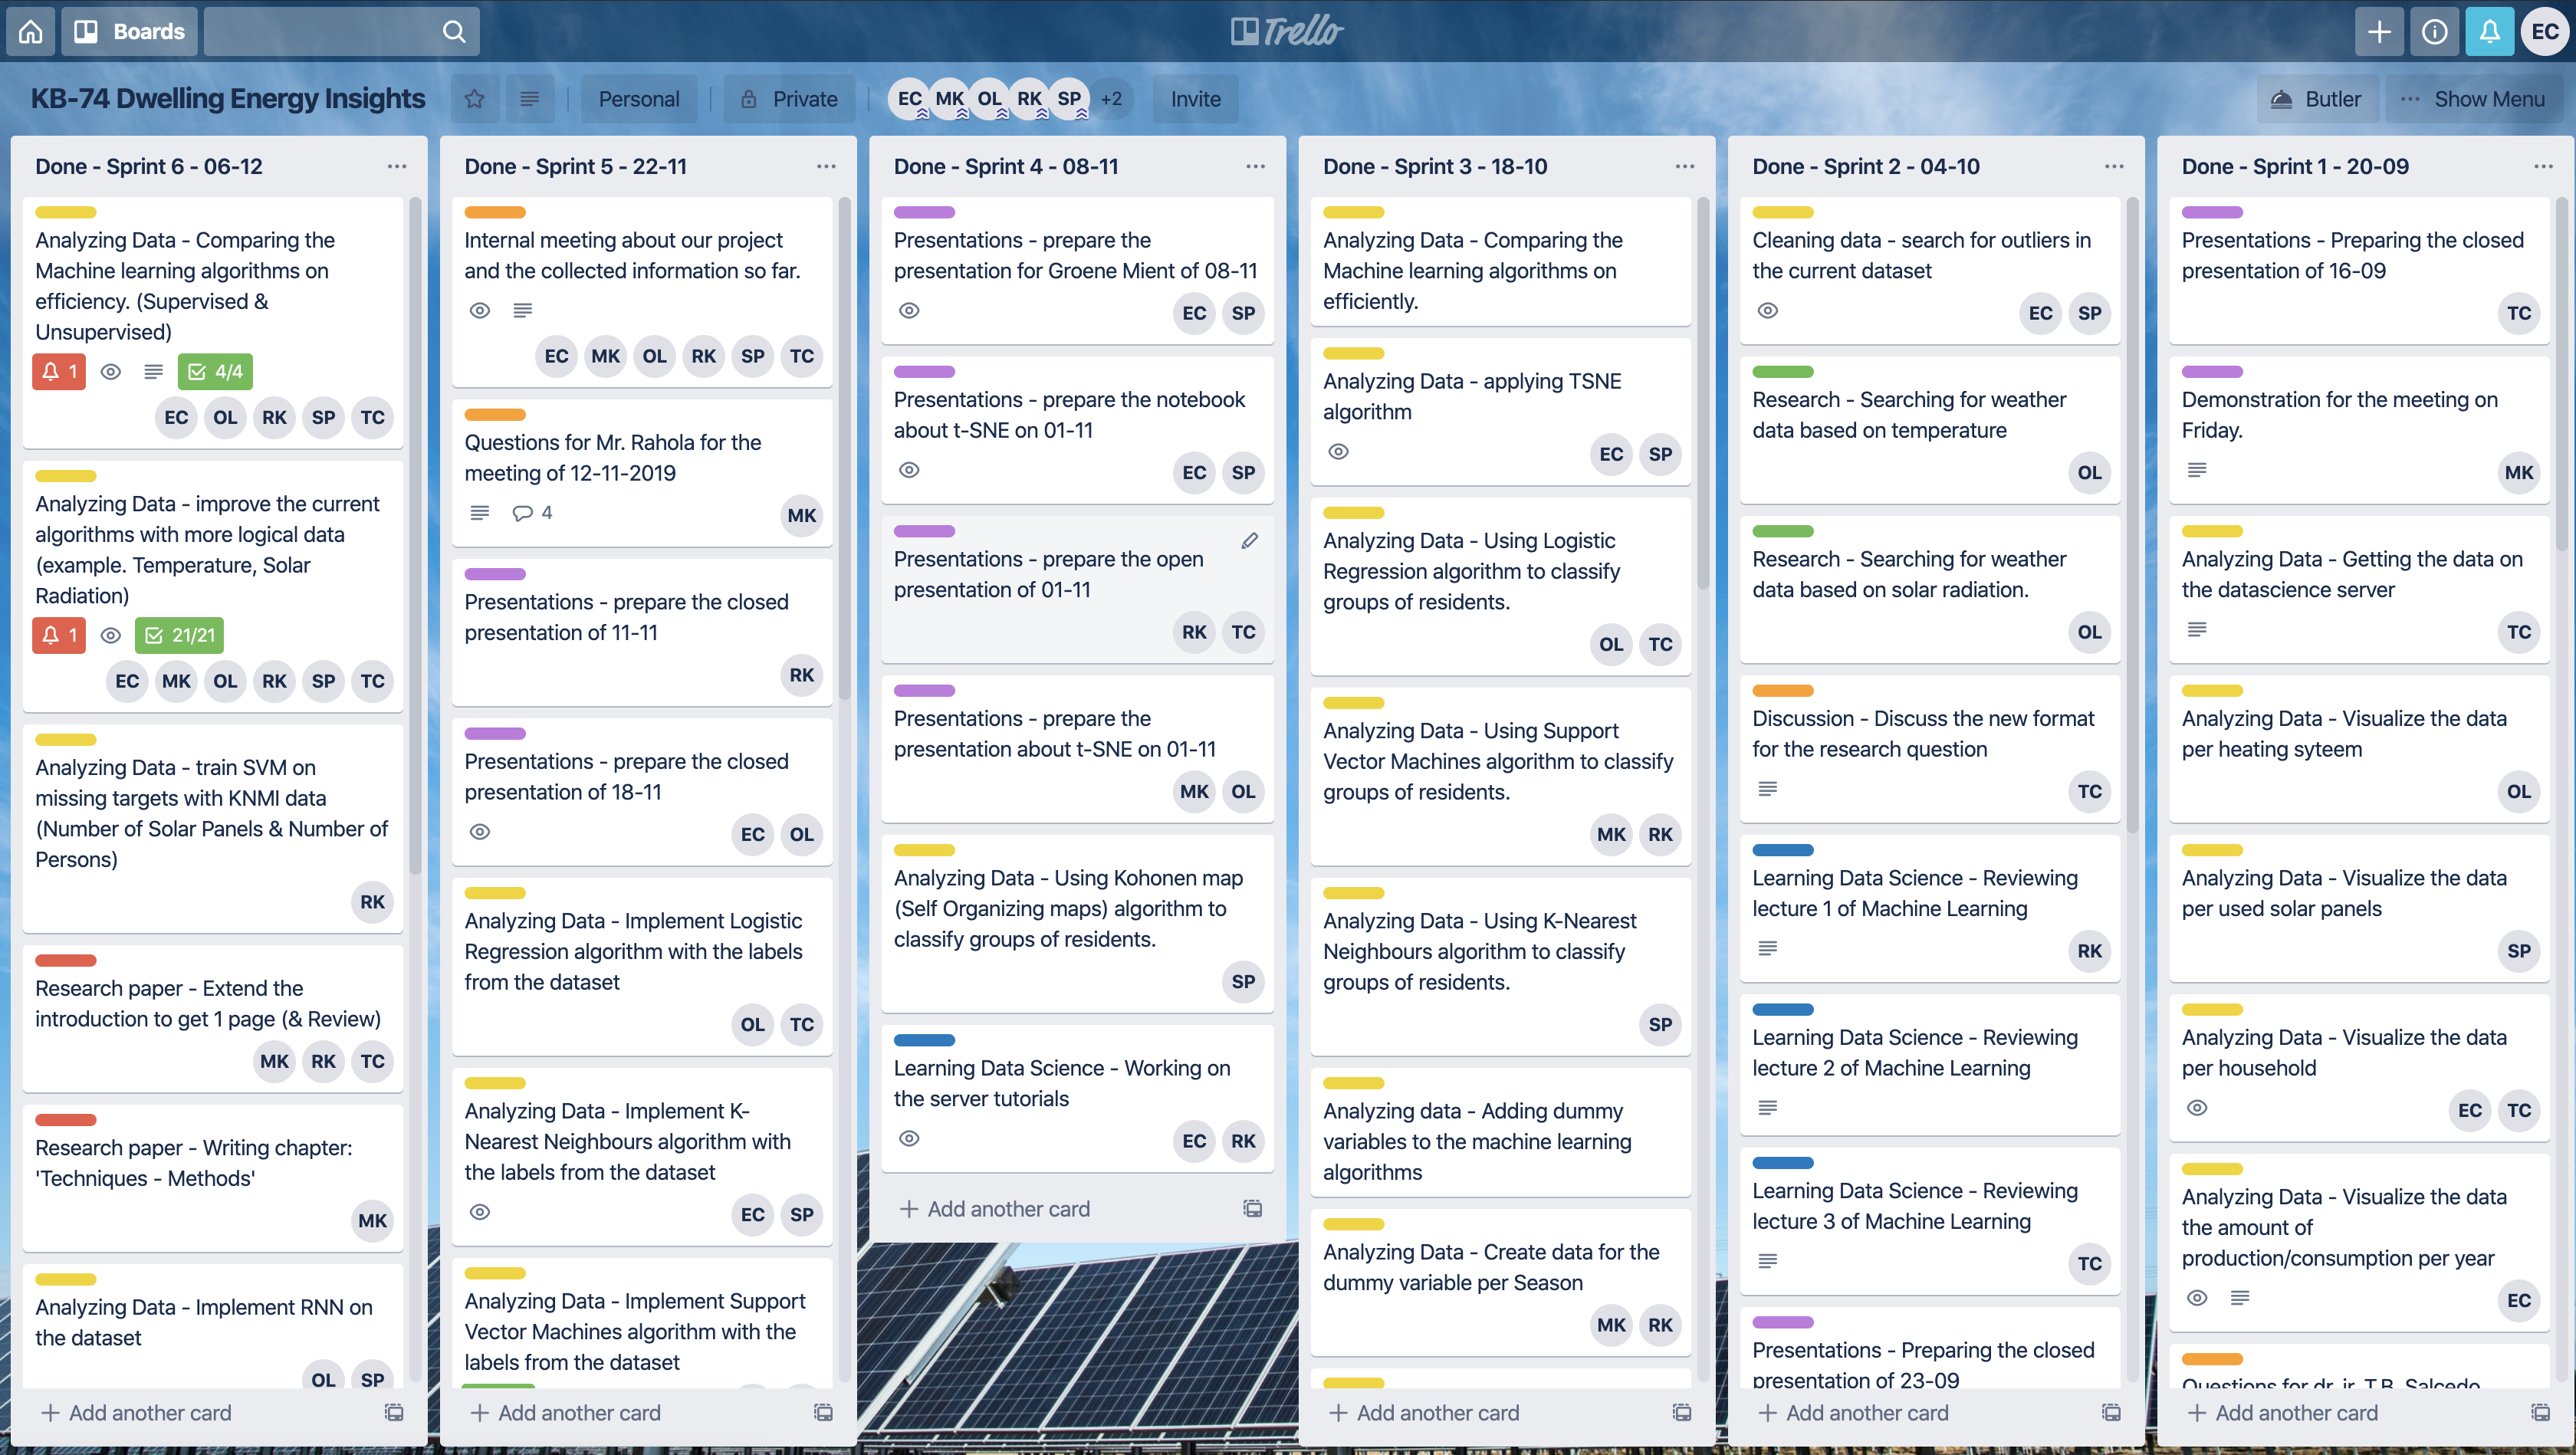 Boards
Trello
EC
KB-74 Dwelling Energy Insights
Personal
Private
EC MK OL RK SP +2
Invite
Butler
Show Menu
Done - Sprint 6 - 06-12
Analyzing Data - Comparing the
Machine learning algorithms on
efficiency. (Supervised &
Unsupervised)
1
4/4
EC OL RK SP TC
Analyzing Data - improve the current
algorithms with more logical data
(example. Temperature, Solar
Radiation)
1
21/21
EC MK OL RK SP TC
Analyzing Data - train SVM on
missing targets with KNMI data
(Number of Solar Panels & Number of
Persons)
RK
Research paper - Extend the
introduction to get 1 page (& Review)
MK RK TC
Research paper - Writing chapter:
'Techniques - Methods'
MK
Analyzing Data - Implement RNN on
the dataset
OL SP
Add another card
Done - Sprint 5 - 22-11
Internal meeting about our project
and the collected information so far.
EC MK OL RK SP TC
Questions for Mr. Rahola for the
meeting of 12-11-2019
4
MK
Presentations - prepare the closed
presentation of 11-11
RK
Presentations - prepare the closed
presentation of 18-11
EC OL
Analyzing Data - Implement Logistic
Regression algorithm with the labels
from the dataset
OL TC
Analyzing Data - Implement K-
Nearest Neighbours algorithm with
the labels from the dataset
EC SP
Analyzing Data - Implement Support
Vector Machines algorithm with the
labels from the dataset
Add another card
Done - Sprint 4 - 08-11
Presentations - prepare the
presentation for Groene Mient of 08-11
EC SP
Presentations - prepare the notebook
about t-SNE on 01-11
EC SP
Presentations - prepare the open
presentation of 01-11
RK TC
Presentations - prepare the
presentation about t-SNE on 01-11
MK OL
Analyzing Data - Using Kohonen map
(Self Organizing maps) algorithm to
classify groups of residents.
SP
Learning Data Science - Working on
the server tutorials
EC RK
Add another card
Done - Sprint 3 - 18-10
Analyzing Data - Comparing the
Machine learning algorithms on
efficiently.
Analyzing Data - applying TSNE
algorithm
EC SP
Analyzing Data - Using Logistic
Regression algorithm to classify
groups of residents.
OL TC
Analyzing Data - Using Support
Vector Machines algorithm to classify
groups of residents.
MK RK
Analyzing Data - Using K-Nearest
Neighbours algorithm to classify
groups of residents.
SP
Analyzing data - Adding dummy
variables to the machine learning
algorithms
Analyzing Data - Create data for the
dummy variable per Season
MK RK
Add another card
Done - Sprint 2 - 04-10
Cleaning data - search for outliers in
the current dataset
EC SP
Research - Searching for weather
data based on temperature
OL
Research - Searching for weather
data based on solar radiation.
OL
Discussion - Discuss the new format
for the research question
TC
Learning Data Science - Reviewing
lecture 1 of Machine Learning
RK
Learning Data Science - Reviewing
lecture 2 of Machine Learning
Learning Data Science - Reviewing
lecture 3 of Machine Learning
TC
Presentations - Preparing the closed
presentation of 23-09
Add another card
Done - Sprint 1 - 20-09
Presentations - Preparing the closed
presentation of 16-09
TC
Demonstration for the meeting on
Friday.
MK
Analyzing Data - Getting the data on
the datascience server
TC
Analyzing Data - Visualize the data
per heating syteem
OL
Analyzing Data - Visualize the data
per used solar panels
SP
Analyzing Data - Visualize the data
per household
EC TC
Analyzing Data - Visualize the data
the amount of
production/consumption per year
EC
Questions for dr. ir. T.B. Salcedo
Add another card